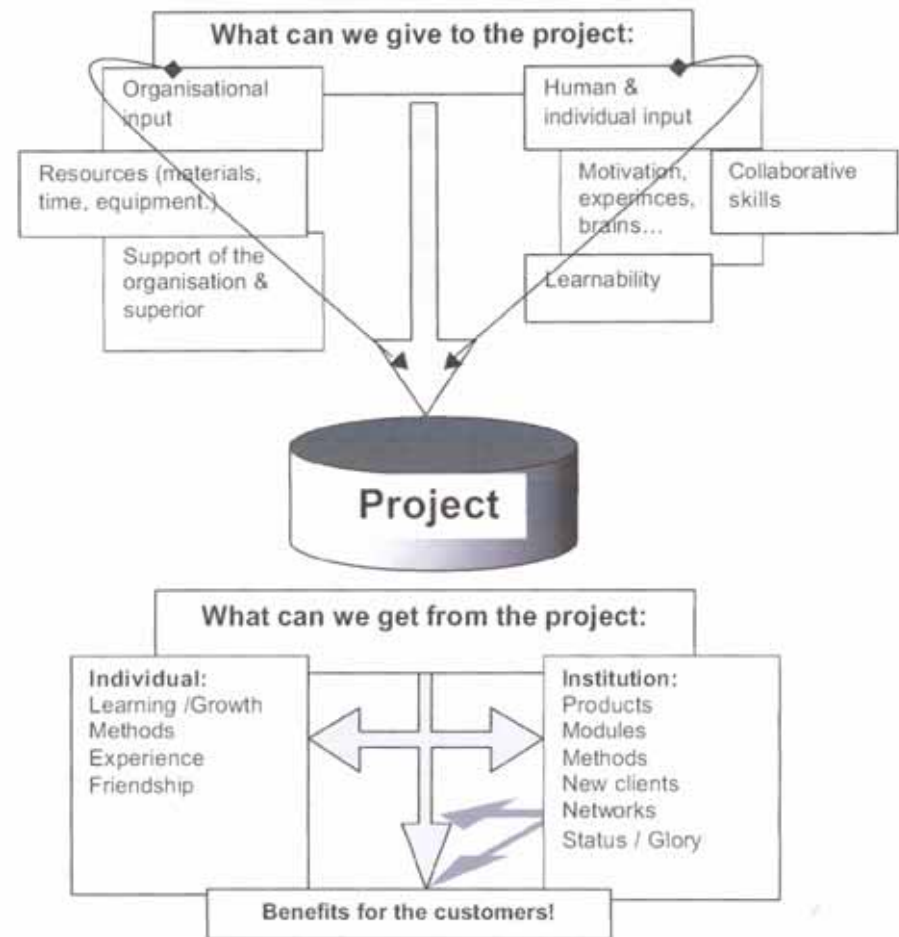 What can we give to the project:
Organisational
input
Resources (materials,
time, equipment.)
Support of the
organisation &
superior
Human &
individual input
Motivation,
experinces,
brains...
Collaborative
skills
Learnability
Project
What can we get from the project:
Individual:
Learning /Growth
Methods
Experience
Friendship
Institution:
Products
Modules
Methods
New clients
Networks
Status / Glory
Benefits for the customers!